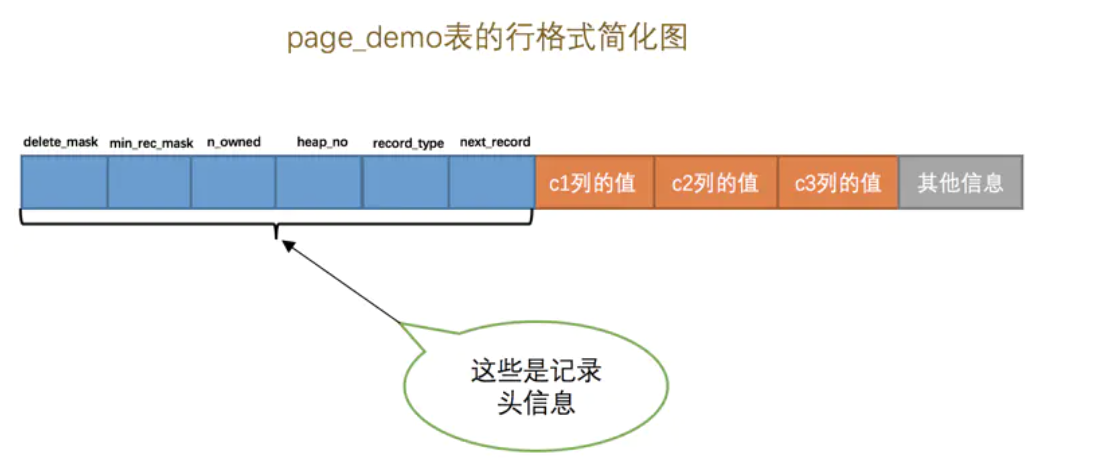 page_demo表的行格式简化图
delete_mask min_rec_mask n_owned heap_no record_type next_record
c1列的值 c2列的值 c3列的值 其他信息
这些是记录
头信息